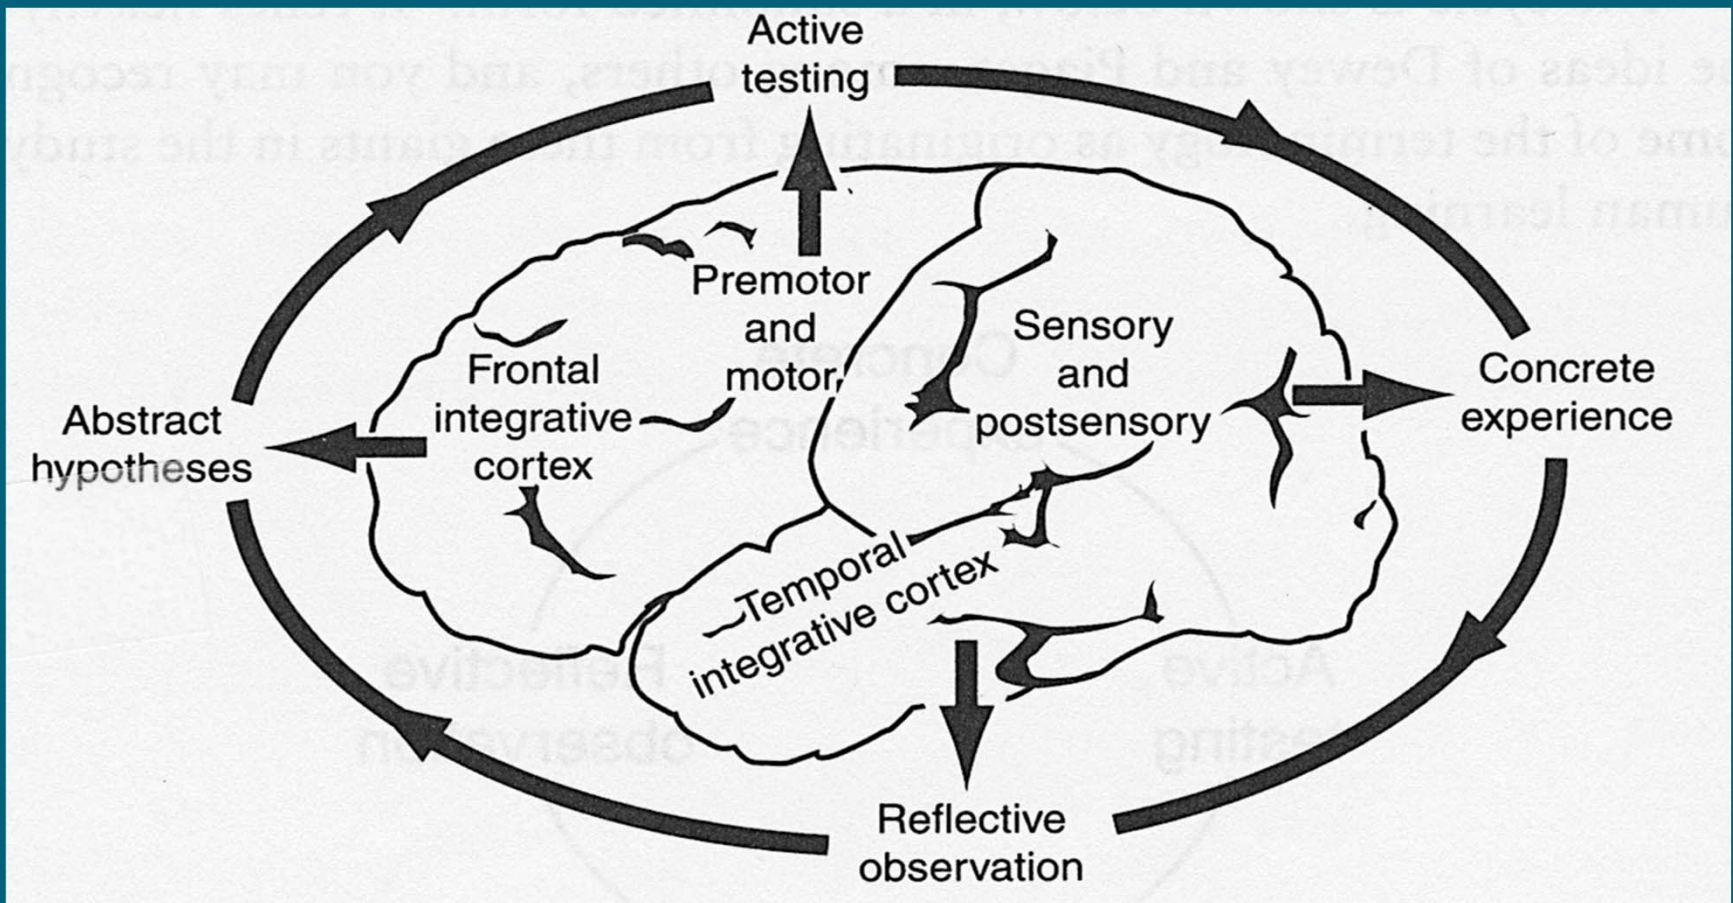 Active
testing
Premotor
and
motor
Sensory
and
postsensory
Frontal
integrative
cortex
Concrete
experience
Abstract
hypotheses
Temporal
integrative cortex
Reflective
observation